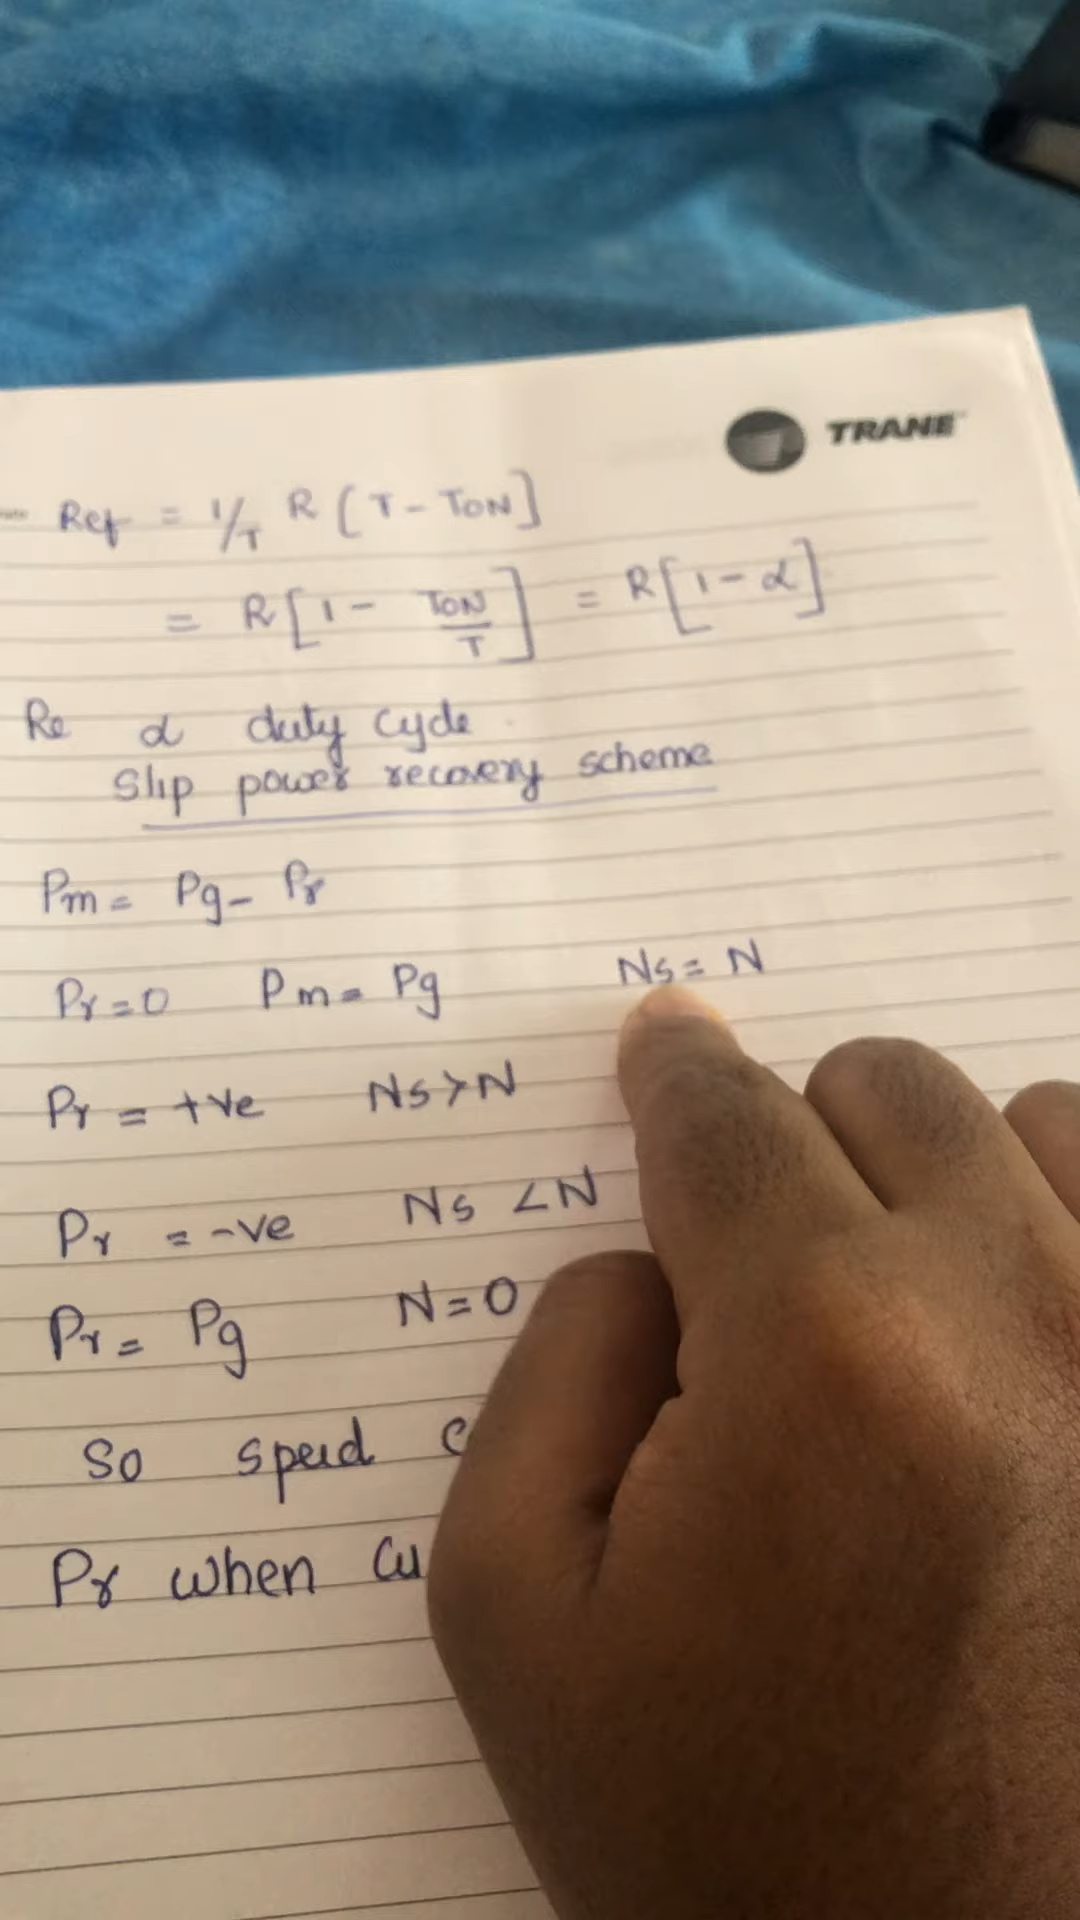 TRANE
Ref = 1/T R [T - TON]
= R [1 - TON/T] = R [1 - α]
Re α duty cycle
Slip power recovery scheme
Pm = Pg - Pr
Pr = 0 Pm = Pg Ns = N
Pr = +ve Ns > N
Pr = -ve Ns < N
Pr = Pg N = 0
So speed
Pr when